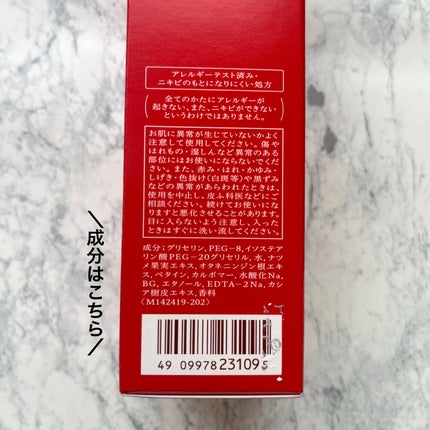 アレルギーテスト済み・
ニキビのもとになりにくい処方
全てのかたにアレルギーが
起きない、また、ニキビができない
というわけではありません。
お肌に異常が生じていないかよく
注意して使用してください。傷や
はれもの・湿しんなど異常のある
部位にはお使いにならないでくだ
さい。また、赤み・はれ・かゆみ・
しげき・色抜け(白斑等)や黒ずみ
などの異常があらわれたときは、
使用を中止し、皮ふ科医などにご
相談ください。続けてお使いになり
ますと悪化させることがあります。
目に入らないよう注意し、入った
ときはすぐに洗い流してください。
成分:グリセリン,PEG-8,イソステア
リン酸PEG-20グリセリル,水,ナツ
メ果実エキス,オタネニンジン根エキ
ス,ベタイン,カルボマー,水酸化Na,
BG,エタノール,EDTA-2Na,カシ
ア樹皮エキス,香料
(M142419-202)
4909978231095
成分はこちら